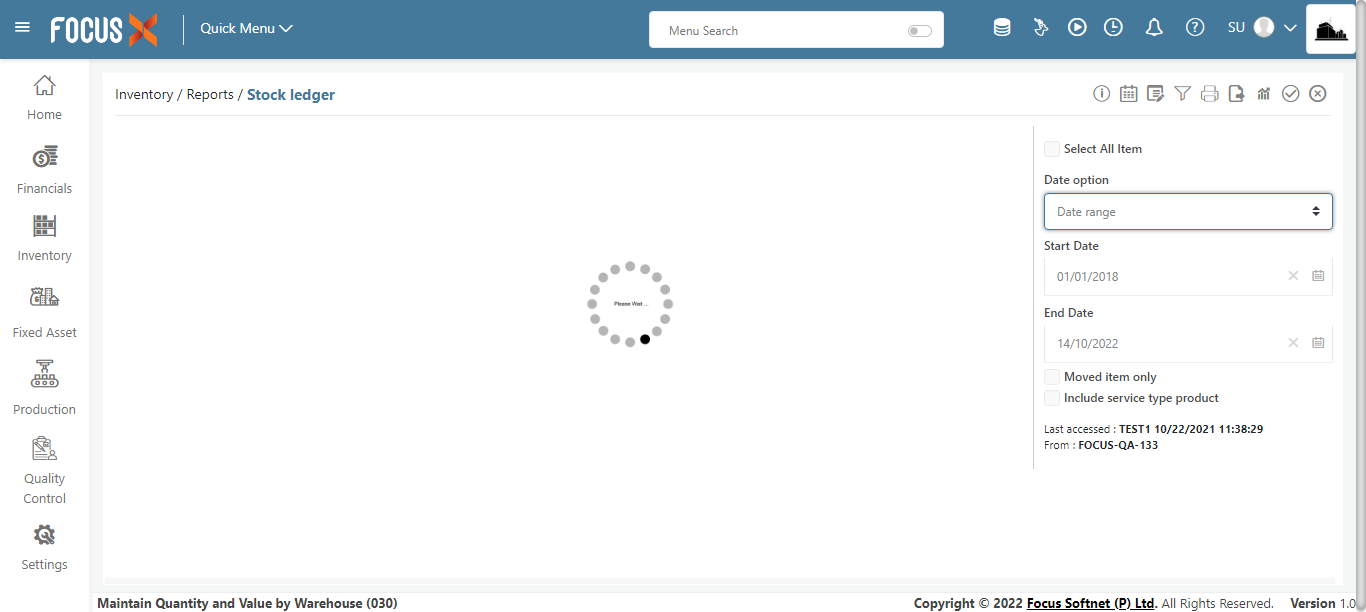 FOCUS X
Quick Menu
Menu Search
SU
Home
Financials
Inventory
Fixed Asset
Production
Quality
Control
Settings
Inventory / Reports / Stock ledger
Please Wait ...
Select All Item
Date option
Date range
Start Date
01/01/2018
End Date
14/10/2022
Moved item only
Include service type product
Last accessed : TEST1 10/22/2021 11:38:29
From : FOCUS-QA-133
Maintain Quantity and Value by Warehouse (030)
Copyright © 2022 Focus Softnet (P) Ltd. All Rights Reserved. Version 1.0